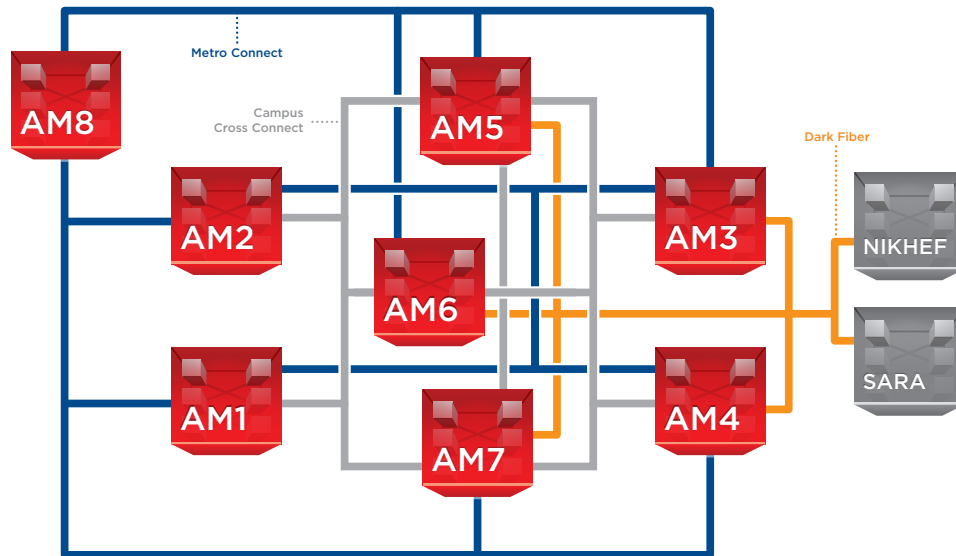 Metro Connect
AM8
Campus
Cross Connect
AM5
Dark Fiber
AM2
AM3
NIKHEF
AM6
SARA
AM1
AM4
AM7